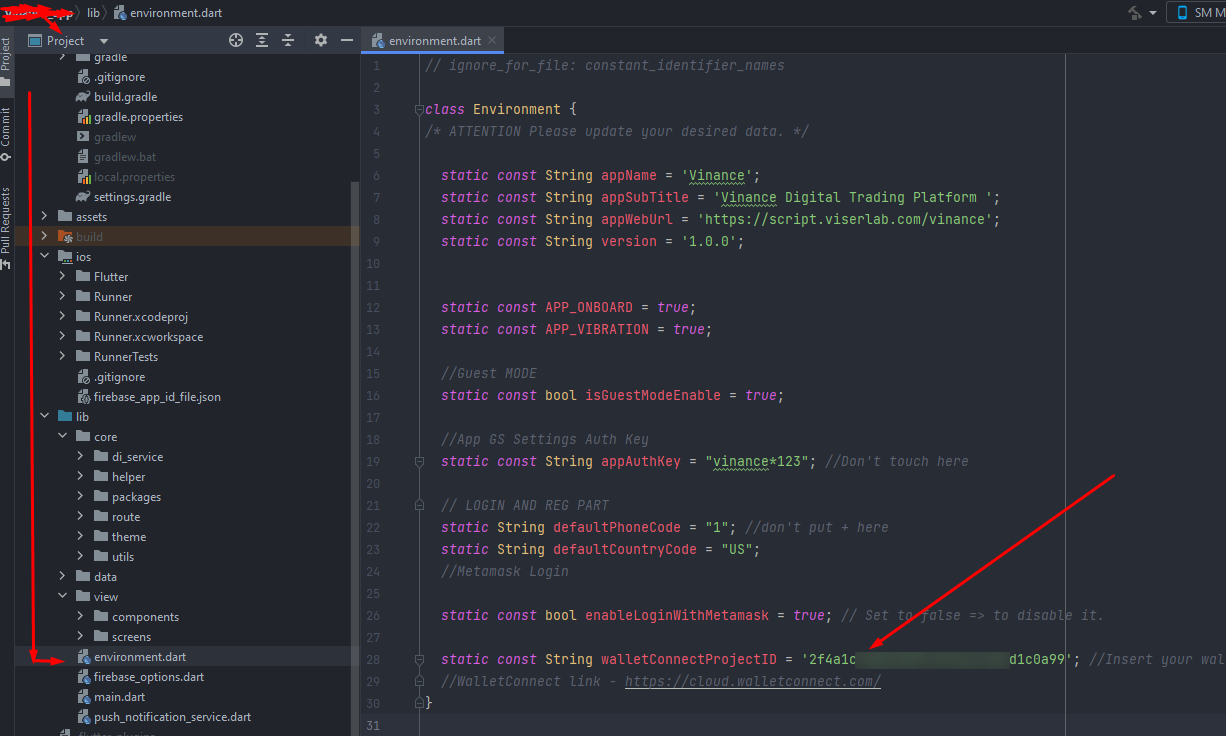 lib environment.dart
SM M
Project
environment.dart
Project
Commit
Pull Requests
gradle
.gitignore
build.gradle
gradle.properties
gradlew
gradlew.bat
local.properties
settings.gradle
assets
build
ios
Flutter
Runner
Runner.xcodeproj
Runner.xcworkspace
RunnerTests
.gitignore
firebase_app_id_file.json
lib
core
di_service
helper
packages
route
theme
utils
data
view
components
screens
environment.dart
firebase_options.dart
main.dart
push_notification_service.dart
1 // ignore_for_file: constant_identifier_names
2
3 class Environment {
4 /* ATTENTION Please update your desired data. */
5
6 static const String appName = 'Vinance';
7 static const String appSubTitle = 'Vinance Digital Trading Platform ';
8 static const String appWebUrl = 'https://script.viserlab.com/vinance';
9 static const String version = '1.0.0';
10
11
12 static const APP_ONBOARD = true;
13 static const APP_VIBRATION = true;
14
15 //Guest MODE
16 static const bool isGuestModeEnable = true;
17
18 //App GS Settings Auth Key
19 static const String appAuthKey = "vinance*123"; //Don't touch here
20
21 // LOGIN AND REG PART
22 static String defaultPhoneCode = "1"; //don't put + here
23 static String defaultCountryCode = "US";
24 //Metamask Login
25
26 static const bool enableLoginWithMetamask = true; // Set to false => to disable it.
27
28 static const String walletConnectProjectID = '2f4a1c d1c0a99'; //Insert your wal
29 //WalletConnect link - https://cloud.walletconnect.com/
30 }
31